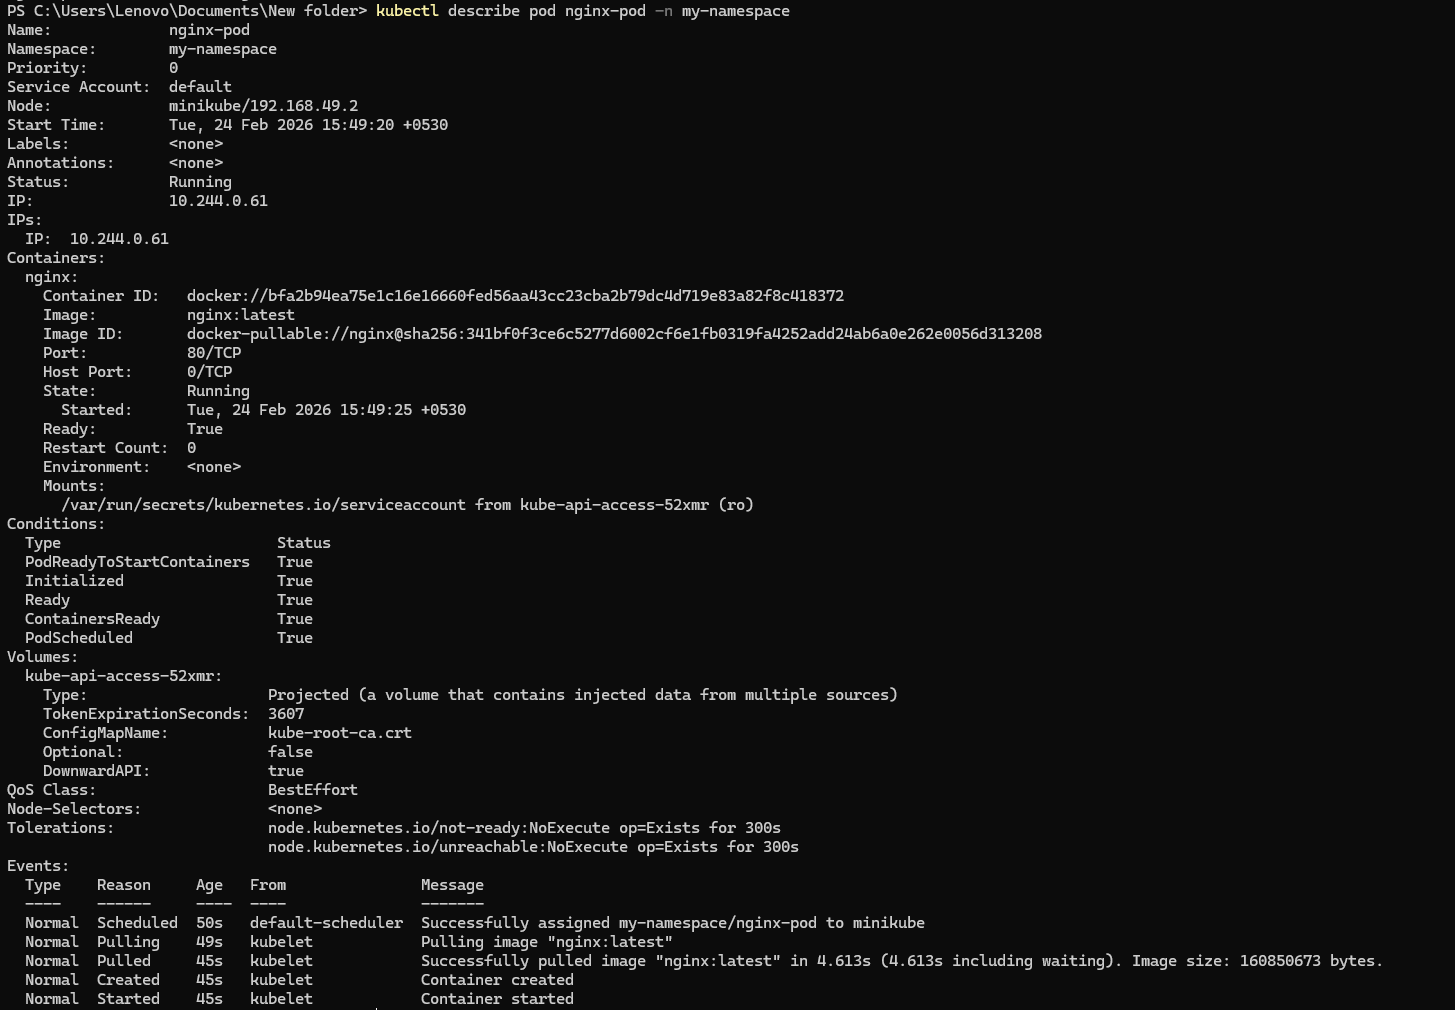 PS C:\Users\Lenovo\Documents\New folder> kubectl describe pod nginx-pod -n my-namespace
Name:             nginx-pod
Namespace:        my-namespace
Priority:         0
Service Account:  default
Node:             minikube/192.168.49.2
Start Time:       Tue, 24 Feb 2026 15:49:20 +0530
Labels:           <none>
Annotations:      <none>
Status:           Running
IP:               10.244.0.61
IPs:
  IP:  10.244.0.61
Containers:
  nginx:
    Container ID:   docker://bfa2b94ea75e1c16e16660fed56aa43cc23cba2b79dc4d719e83a82f8c418372
    Image:          nginx:latest
    Image ID:       docker-pullable://nginx@sha256:341bf0f3ce6c5277d6002cf6e1fb0319fa4252add24ab6a0e262e0056d313208
    Port:           80/TCP
    Host Port:      0/TCP
    State:          Running
      Started:      Tue, 24 Feb 2026 15:49:25 +0530
    Ready:          True
    Restart Count:  0
    Environment:    <none>
    Mounts:
      /var/run/secrets/kubernetes.io/serviceaccount from kube-api-access-52xmr (ro)
Conditions:
  Type                        Status
  PodReadyToStartContainers   True
  Initialized                 True
  Ready                       True
  ContainersReady             True
  PodScheduled                True
Volumes:
  kube-api-access-52xmr:
    Type:                    Projected (a volume that contains injected data from multiple sources)
    TokenExpirationSeconds:  3607
    ConfigMapName:           kube-root-ca.crt
    Optional:                false
    DownwardAPI:             true
QoS Class:                   BestEffort
Node-Selectors:              <none>
Tolerations:                 node.kubernetes.io/not-ready:NoExecute op=Exists for 300s
                             node.kubernetes.io/unreachable:NoExecute op=Exists for 300s
Events:
  Type    Reason     Age   From               Message
  ----    ------     ----  ----               -------
  Normal  Scheduled  50s   default-scheduler  Successfully assigned my-namespace/nginx-pod to minikube
  Normal  Pulling    49s   kubelet            Pulling image "nginx:latest"
  Normal  Pulled     45s   kubelet            Successfully pulled image "nginx:latest" in 4.613s (4.613s including waiting). Image size: 160850673 bytes.
  Normal  Created    45s   kubelet            Container created
  Normal  Started    45s   kubelet            Container started